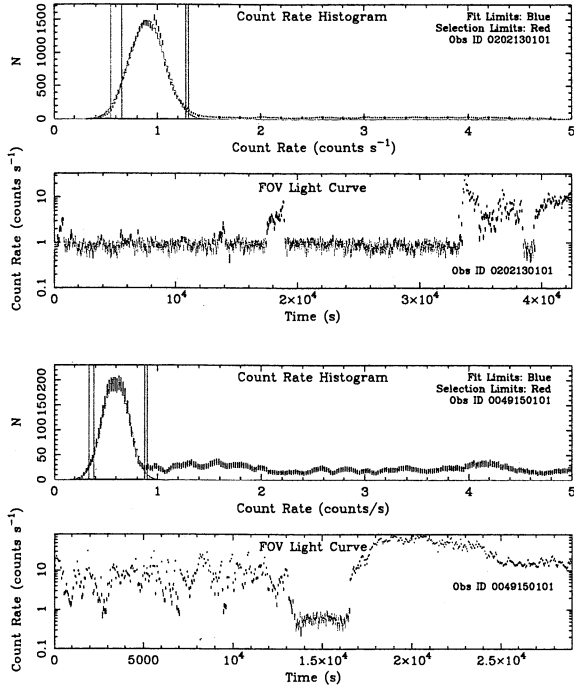 Count Rate Histogram
Fit Limits: Blue
Selection Limits: Red
Obs ID 0202130101
N
0 500 1000 1500
0 1 2 3 4 5
Count Rate (counts s⁻¹)
FOV Light Curve
Count Rate (counts s⁻¹)
0.1 1 10
Obs ID 0202130101
0 10⁴ 2×10⁴ 3×10⁴ 4×10⁴
Time (s)
Count Rate Histogram
Fit Limits: Blue
Selection Limits: Red
Obs ID 0049150101
N
0 50 100 150 200
0 1 2 3 4 5
Count Rate (counts/s)
FOV Light Curve
Count Rate (counts s⁻¹)
0.1 1 10
Obs ID 0049150101
0 5000 10⁴ 1.5×10⁴ 2×10⁴ 2.5×10⁴
Time (s)